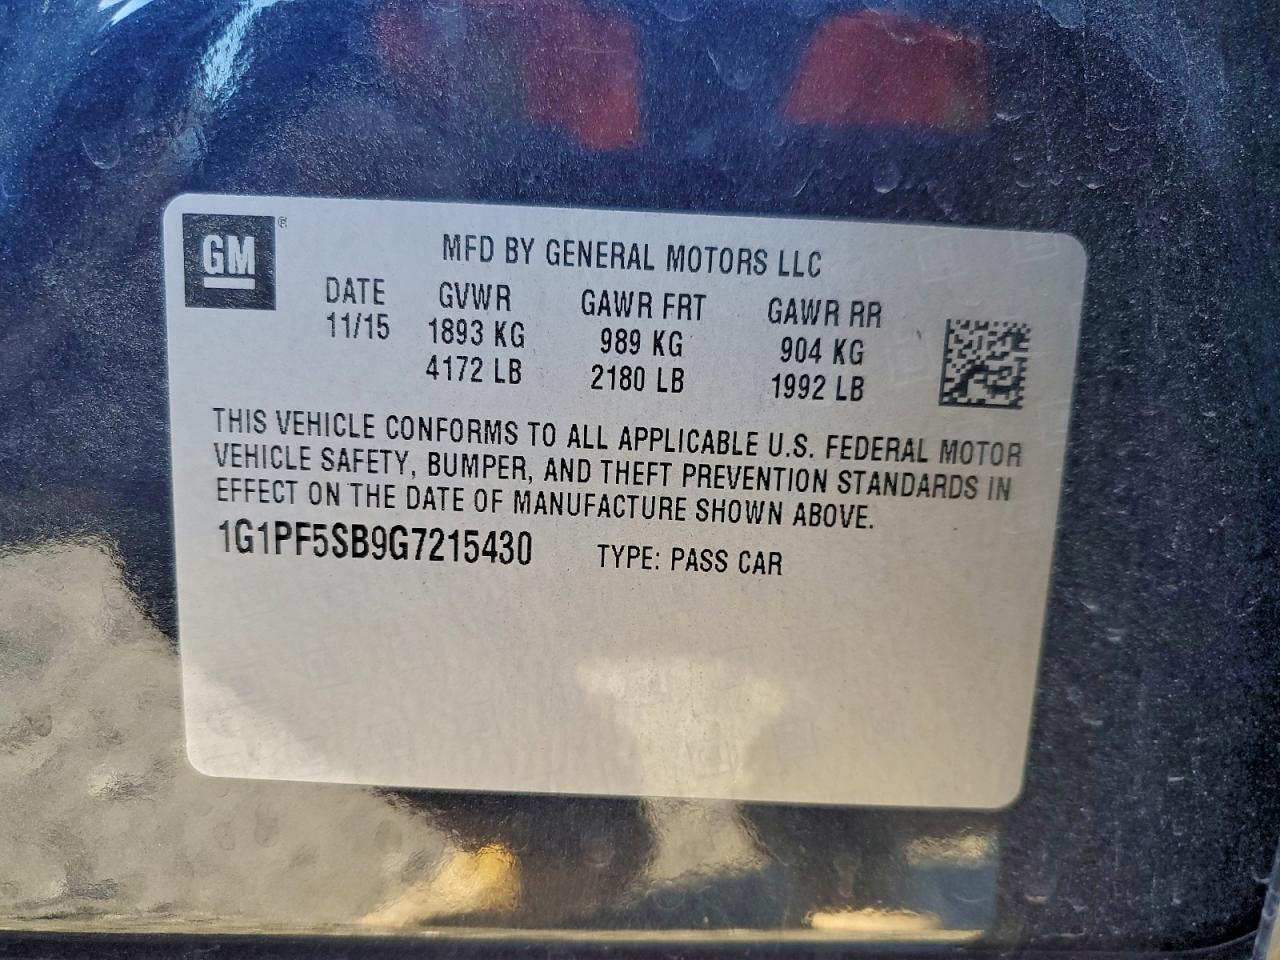 GM ®
MFD BY GENERAL MOTORS LLC
DATE GVWR GAWR FRT GAWR RR
11/15 1893 KG 989 KG 904 KG
4172 LB 2180 LB 1992 LB
THIS VEHICLE CONFORMS TO ALL APPLICABLE U.S. FEDERAL MOTOR
VEHICLE SAFETY, BUMPER, AND THEFT PREVENTION STANDARDS IN
EFFECT ON THE DATE OF MANUFACTURE SHOWN ABOVE.
1G1PF5SB9G7215430 TYPE: PASS CAR